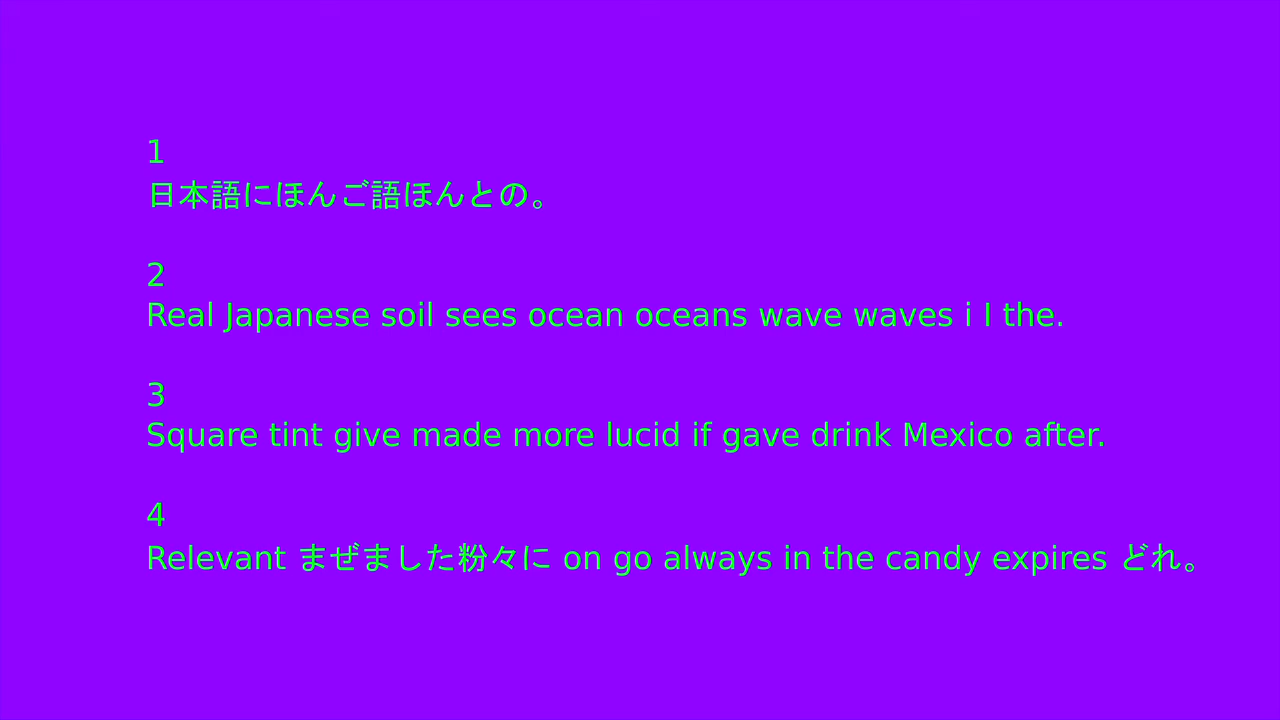 1
日本語にほんご語ほんとの。
2
Real Japanese soil sees ocean oceans wave waves i I the.
3
Square tint give made more lucid if gave drink Mexico after.
4
Relevant まぜました粉々に on go always in the candy expires どれ。